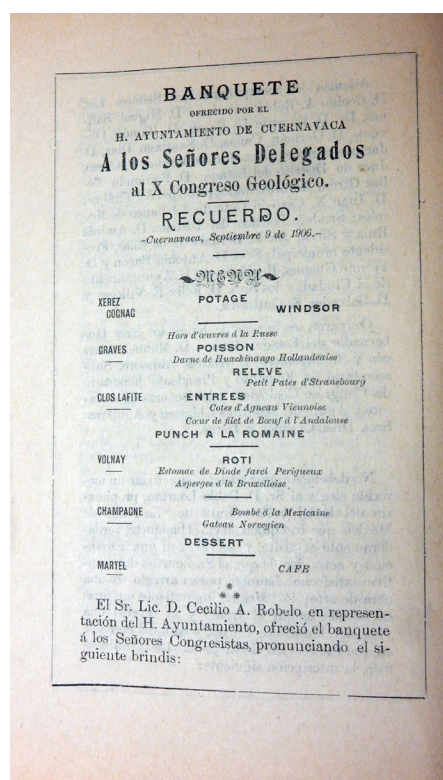 BANQUETE
OFRECIDO POR EL
H. AYUNTAMIENTO DE CUERNAVACA
A los Señores Delegados
al X Congreso Geológico.
RECUERDO.
-Cuernavaca, Septiembre 9 de 1906.-
MENU
XEREZ POTAGE
COGNAC WINDSOR
Hors d'œuvres á la Russe
GRAVES POISSON
Darne de Huachinango Hollandeaise
RELEVE
Petit Pates d'Stransbourg
CLOS LAFITE ENTREES
Cotes d'Agneau Viennoise
Cœur de filet de Bœuf á l'Andalouse
PUNCH A LA ROMAINE
VOLNAY ROTI
Estomac de Dinde farci Perigueux
Asperges á la Bruxelloise
CHAMPAGNE Bombé á la Mexicaine
Gateau Norvegien
DESSERT
MARTEL CAFE
***
El Sr. Lic. D. Cecilio A. Robelo, en represen-
tación del H. Ayuntamiento, ofreció el banquete
á los Señores Congresistas, pronunciando el si-
guiente brindis: